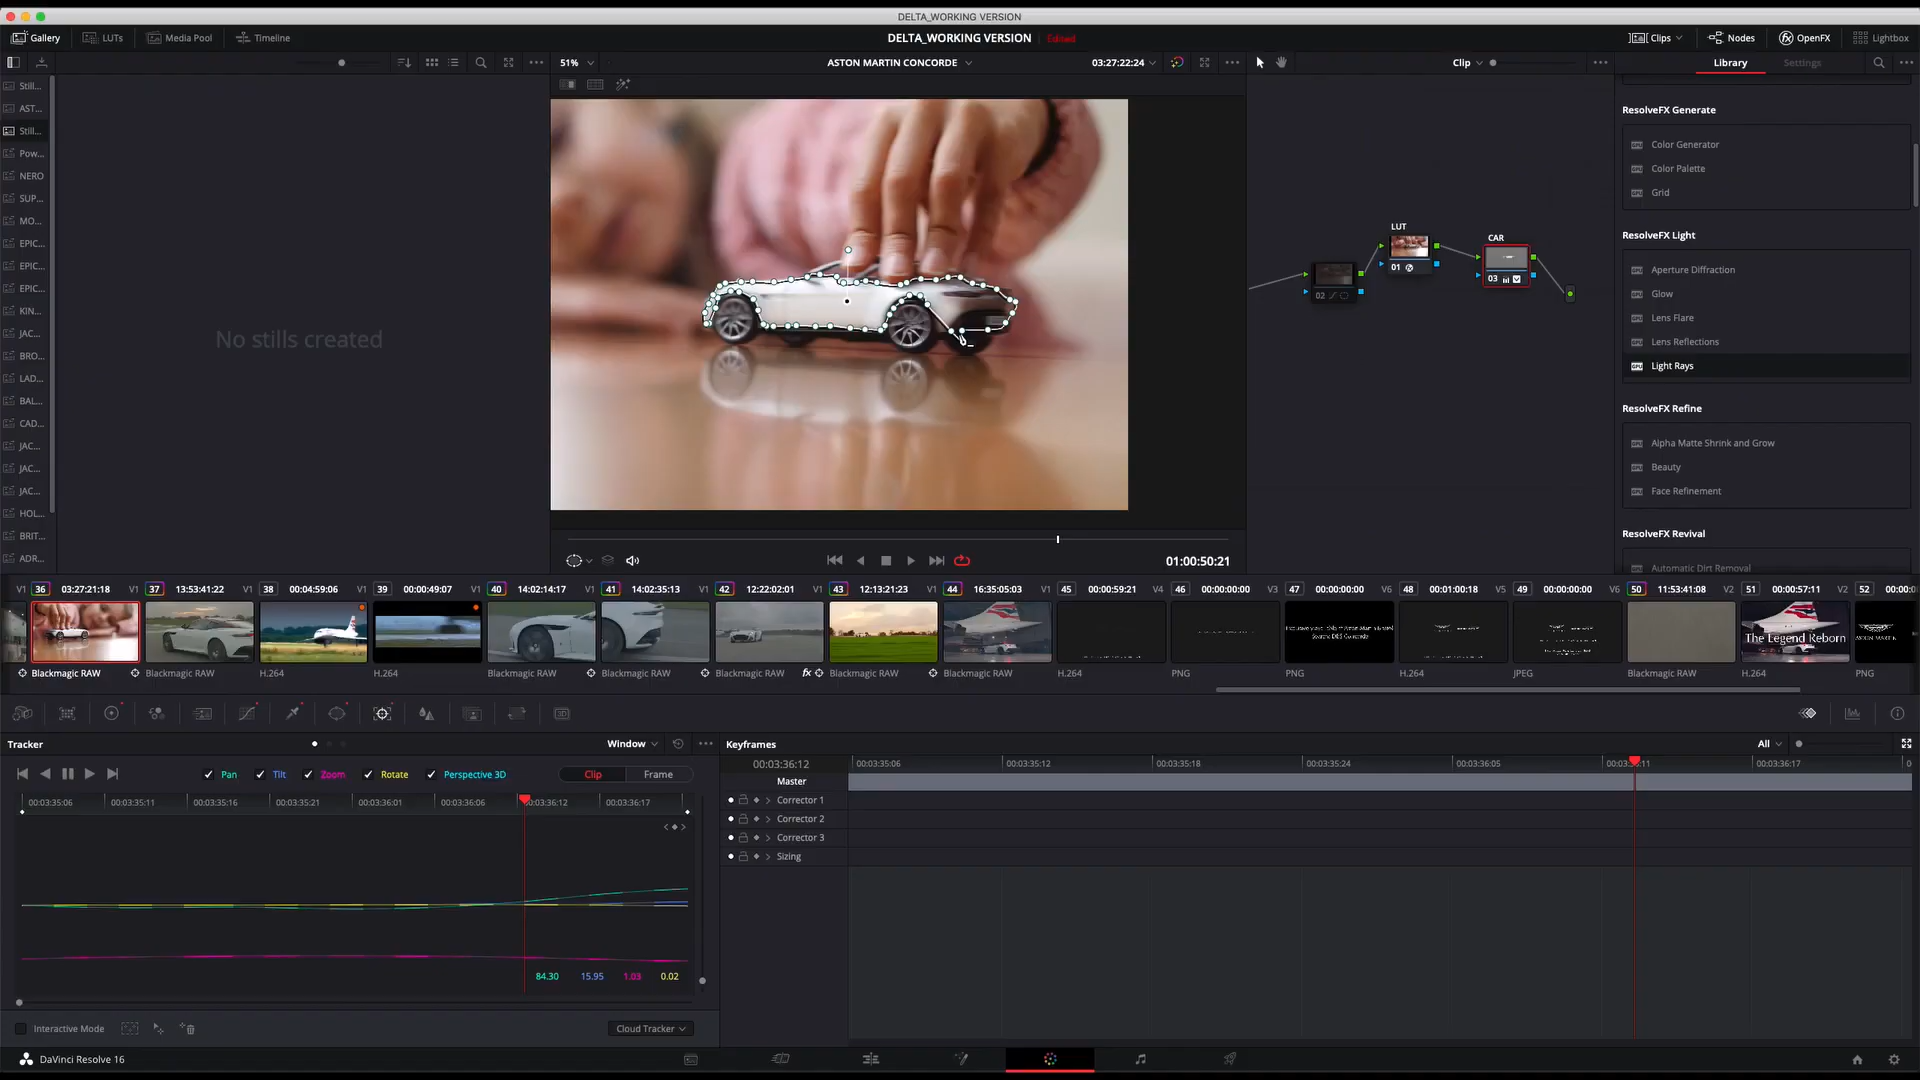 DELTA_WORKING VERSION
Gallery LUTs Media Pool Timeline
DELTA_WORKING VERSION Edited
Clips Nodes OpenFX Lightbox
51% ASTON MARTIN CONCORDE 03:27:22:24
Clip
Library Settings
Still...
AST...
Still...
Pow...
NERO
SUP...
MO...
EPIC...
EPIC...
EPIC...
KIN...
JAC...
BRO...
LAD...
BAL...
CAD...
JAC...
JAC...
JAC...
HOL...
BRIT...
ADR...
No stills created
LUT
CAR
02
01
03
ResolveFX Generate
Color Generator
Color Palette
Grid
ResolveFX Light
Aperture Diffraction
Glow
Lens Flare
Lens Reflections
Light Rays
ResolveFX Refine
Alpha Matte Shrink and Grow
Beauty
Face Refinement
ResolveFX Revival
Automatic Dirt Removal
01:00:50:21
V1 36 03:27:21:18 V1 37 13:53:41:22 V1 38 00:04:59:06 V1 39 00:00:49:07 V1 40 14:02:14:17 V1 41 14:02:35:13 V1 42 12:22:02:01 V1 43 12:13:21:23 V1 44 16:35:05:03 V1 45 00:00:59:21 V3 46 00:00:00:00 V3 47 00:00:00:00 V6 48 00:01:00:18 V3 49 00:00:00:00 V6 50 11:53:41:08 V2 51 00:00:57:11 V2 52
The Legend Reborn
ASTON MARTIN
Blackmagic RAW Blackmagic RAW H.264 H.264 Blackmagic RAW Blackmagic RAW Blackmagic RAW fx Blackmagic RAW Blackmagic RAW H.264 PNG PNG H.264 JPEG Blackmagic RAW H.264 PNG
Tracker Window
Keyframes All
Pan Tilt Zoom Rotate Perspective 3D Clip Frame
00:03:35:06 00:03:35:11 00:03:35:16 00:03:35:21 00:03:36:01 00:03:36:06 00:03:36:12 00:03:36:17
84.30 15.95 1.03 0.02
00:03:36:12 00:03:35:06 00:03:35:12 00:03:35:18 00:03:35:24 00:03:36:05 00:03:36:11 00:03:36:17
Master
Corrector 1
Corrector 2
Corrector 3
Sizing
Interactive Mode Cloud Tracker
DaVinci Resolve 16